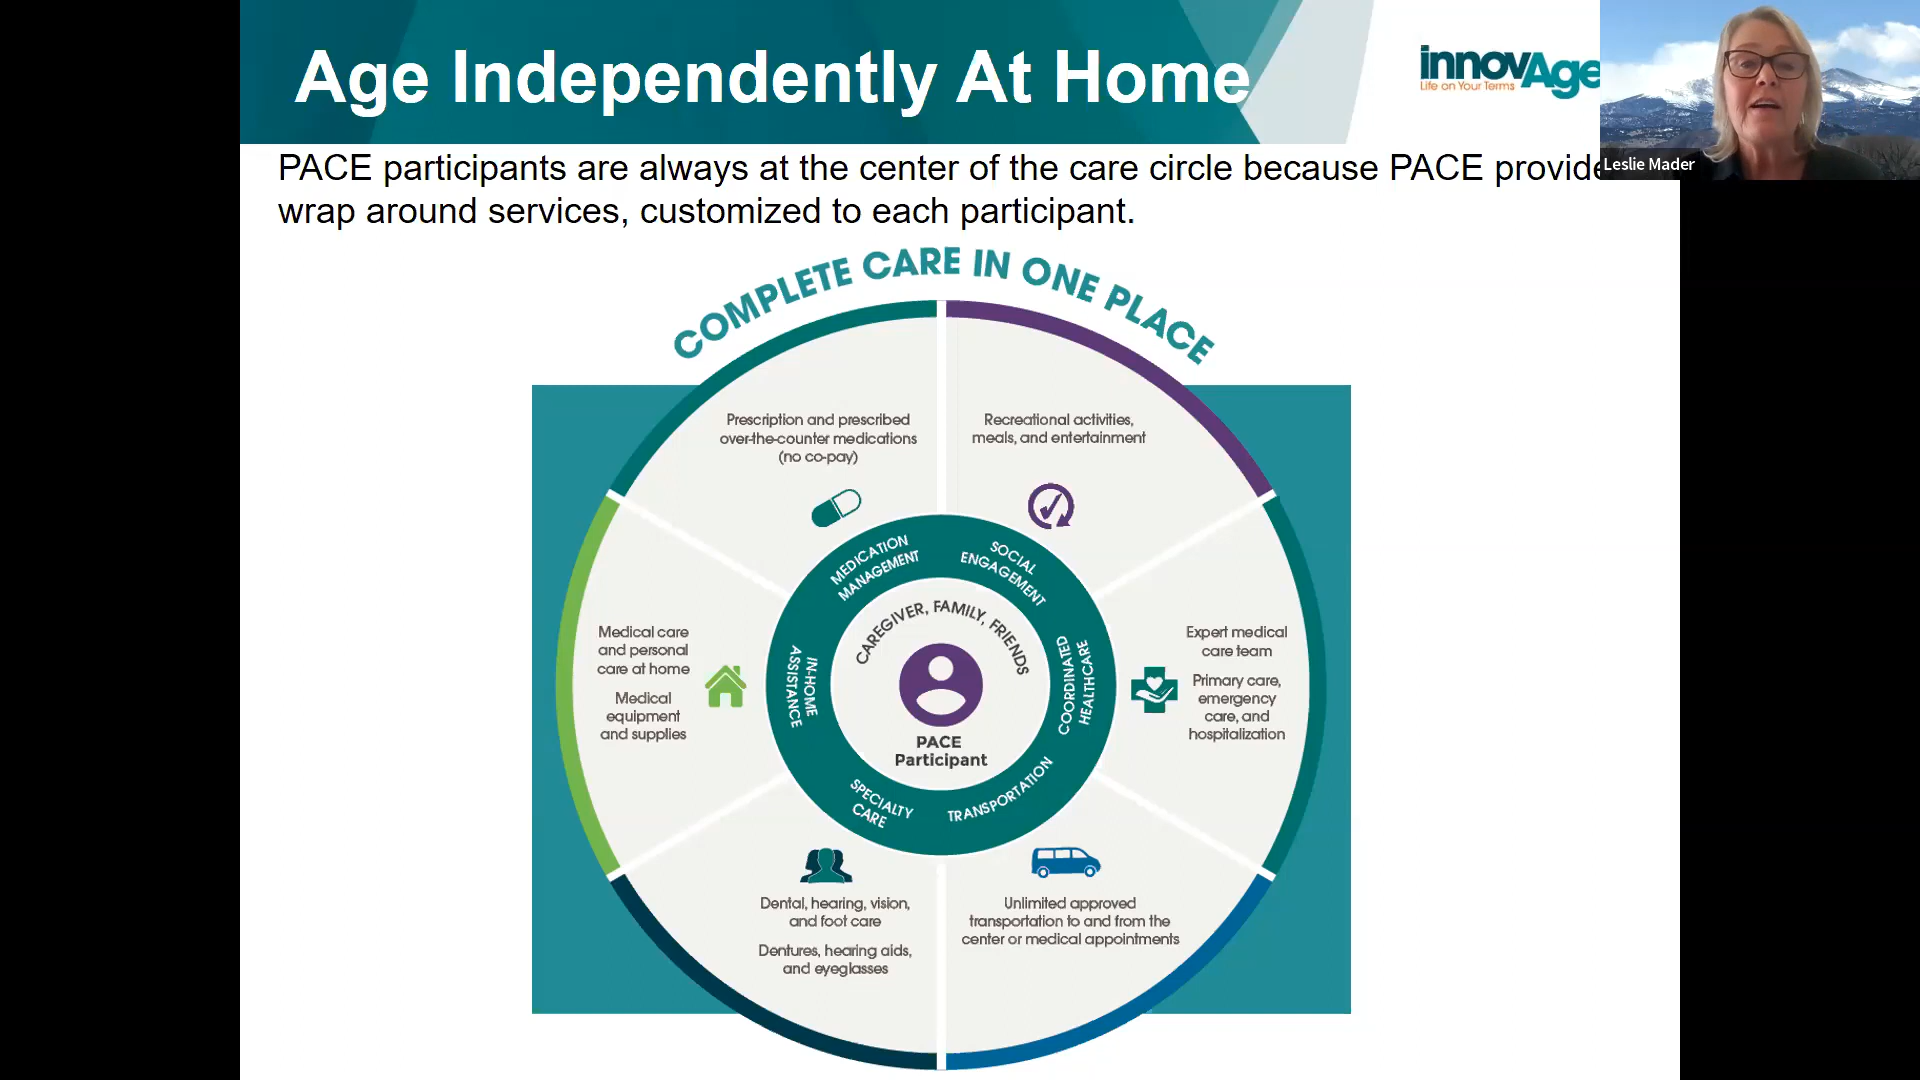 Age Independently At Home
innovAge
Life on Your Terms
Leslie Mader
PACE participants are always at the center of the care circle because PACE provide
wrap around services, customized to each participant.
COMPLETE CARE IN ONE PLACE
Prescription and prescribed
over-the-counter medications
(no co-pay)
Recreational activities,
meals, and entertainment
MEDICATION
MANAGEMENT
SOCIAL
ENGAGEMENT
CAREGIVER, FAMILY, FRIENDS
Medical care
and personal
care at home
Medical
equipment
and supplies
IN-HOME
ASSISTANCE
COORDINATED
HEALTHCARE
Expert medical
care team
Primary care,
emergency
care, and
hospitalization
PACE
Participant
SPECIALTY
CARE
TRANSPORTATION
Dental, hearing, vision,
and foot care
Dentures, hearing aids,
and eyeglasses
Unlimited approved
transportation to and from the
center or medical appointments